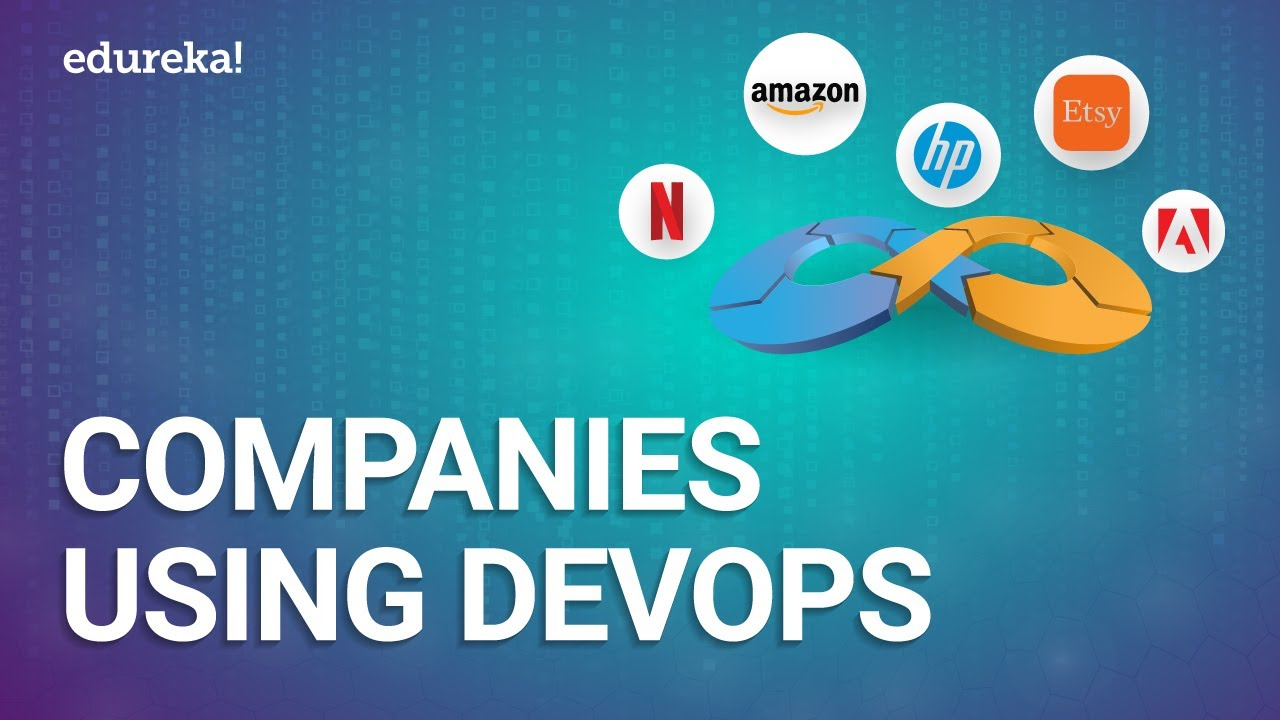 edureka!
amazon
hp
Etsy
N
COMPANIES
USING DEVOPS